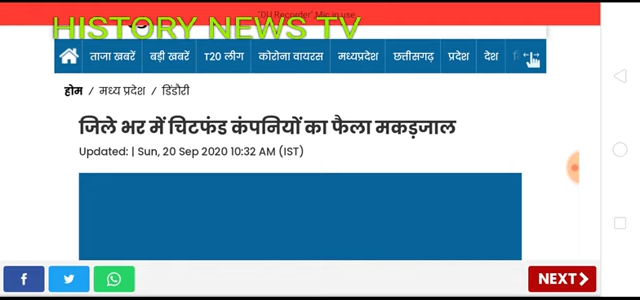 'DU Recorder' Mic in use
HISTORY NEWS TV
ताजा खबरें बड़ी खबरें T20 लीग कोरोना वायरस मध्यप्रदेश छत्तीसगढ़ प्रदेश देश
होम / मध्य प्रदेश / डिंडौरी
जिले भर में चिटफंड कंपनियों का फैला मकड़जाल
Updated: | Sun, 20 Sep 2020 10:32 AM (IST)
NEXT